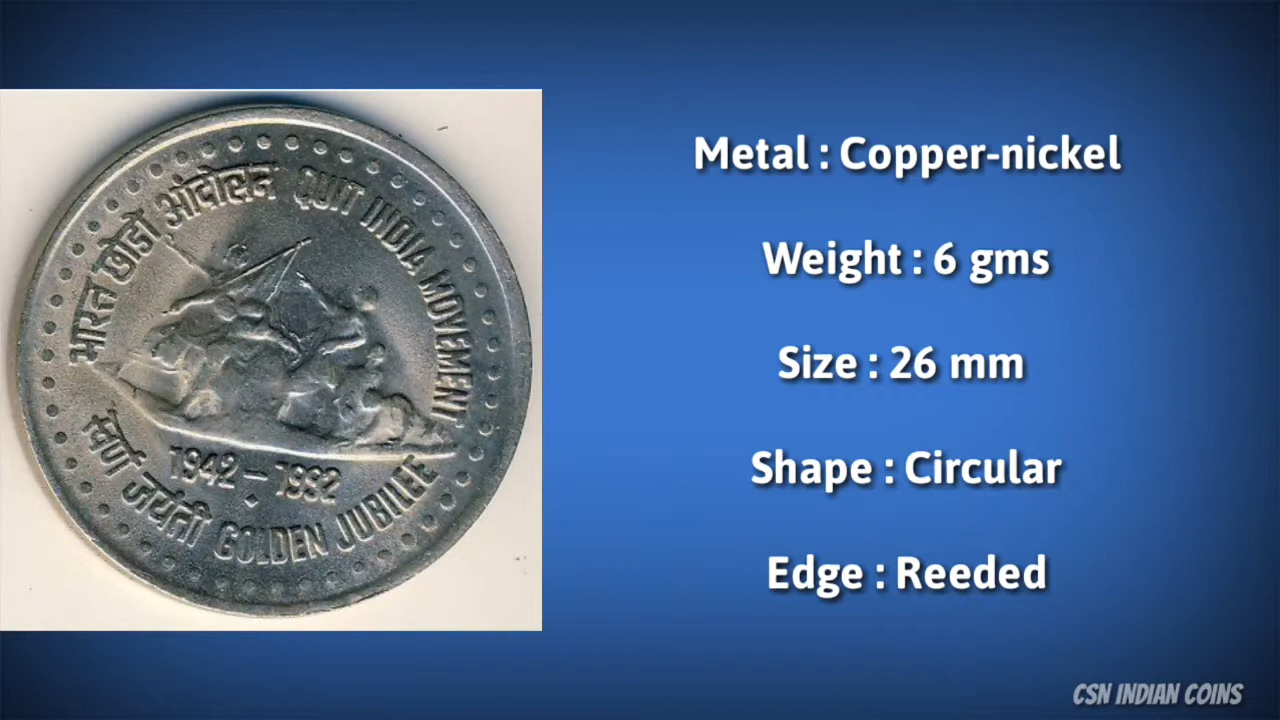 भारत छोडों आंदोलन QUIT INDIA MOVEMENT
1942 – 1992
स्वर्ण जयंती GOLDEN JUBILEE
Metal : Copper-nickel
Weight : 6 gms
Size : 26 mm
Shape : Circular
Edge : Reeded
CSN INDIAN COINS